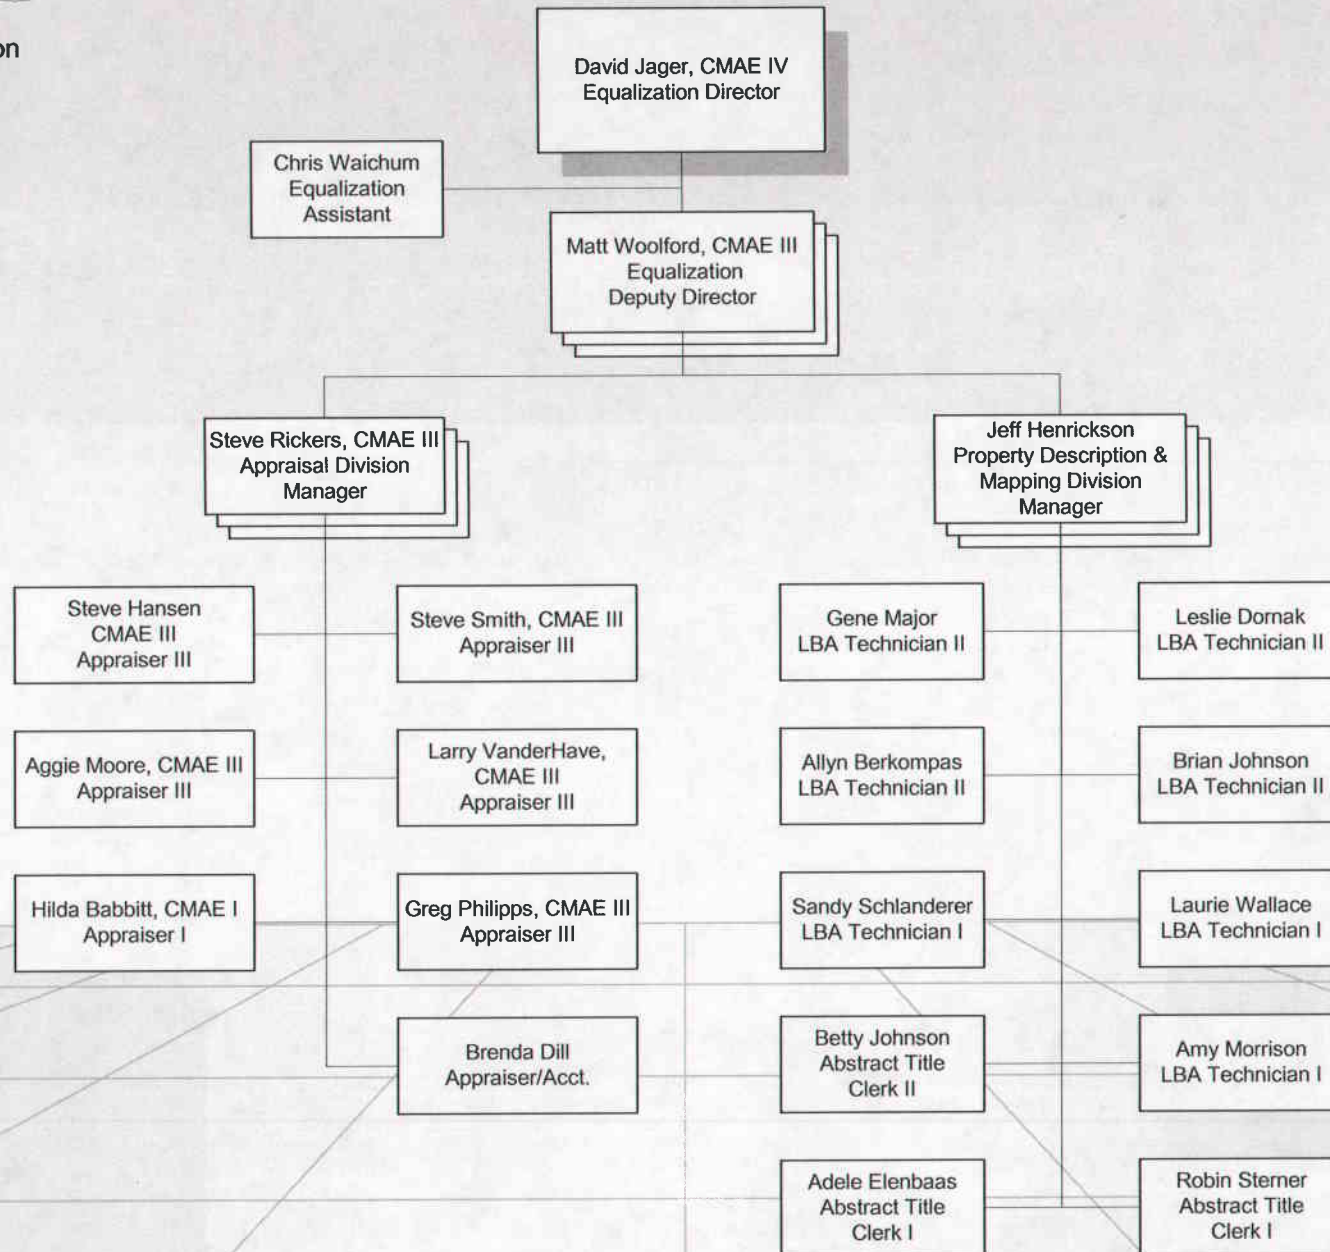 on
David Jager, CMAE IV
Equalization Director
Chris Waichum
Equalization
Assistant
Matt Woolford, CMAE III
Equalization
Deputy Director
Steve Rickers, CMAE III
Appraisal Division
Manager
Jeff Henrickson
Property Description &
Mapping Division
Manager
Steve Hansen
CMAE III
Appraiser III
Steve Smith, CMAE III
Appraiser III
Gene Major
LBA Technician II
Leslie Dornak
LBA Technician II
Aggie Moore, CMAE III
Appraiser III
Larry VanderHave,
CMAE III
Appraiser III
Allyn Berkompas
LBA Technician II
Brian Johnson
LBA Technician II
Hilda Babbitt, CMAE I
Appraiser I
Greg Philipps, CMAE III
Appraiser III
Sandy Schlanderer
LBA Technician I
Laurie Wallace
LBA Technician I
Brenda Dill
Appraiser/Acct.
Betty Johnson
Abstract Title
Clerk II
Amy Morrison
LBA Technician I
Adele Elenbaas
Abstract Title
Clerk I
Robin Sterner
Abstract Title
Clerk I